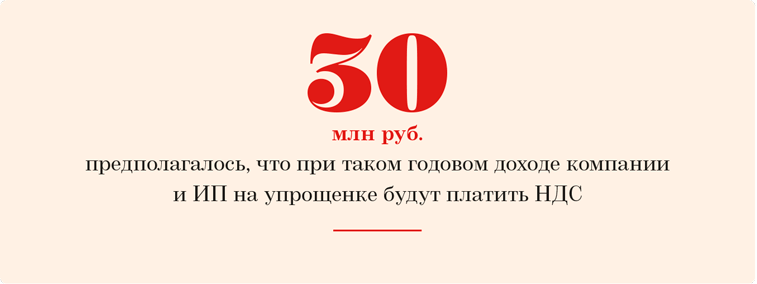 30
млн руб.
предполагалось, что при таком годовом доходе компании
и ИП на упрощенке будут платить НДС